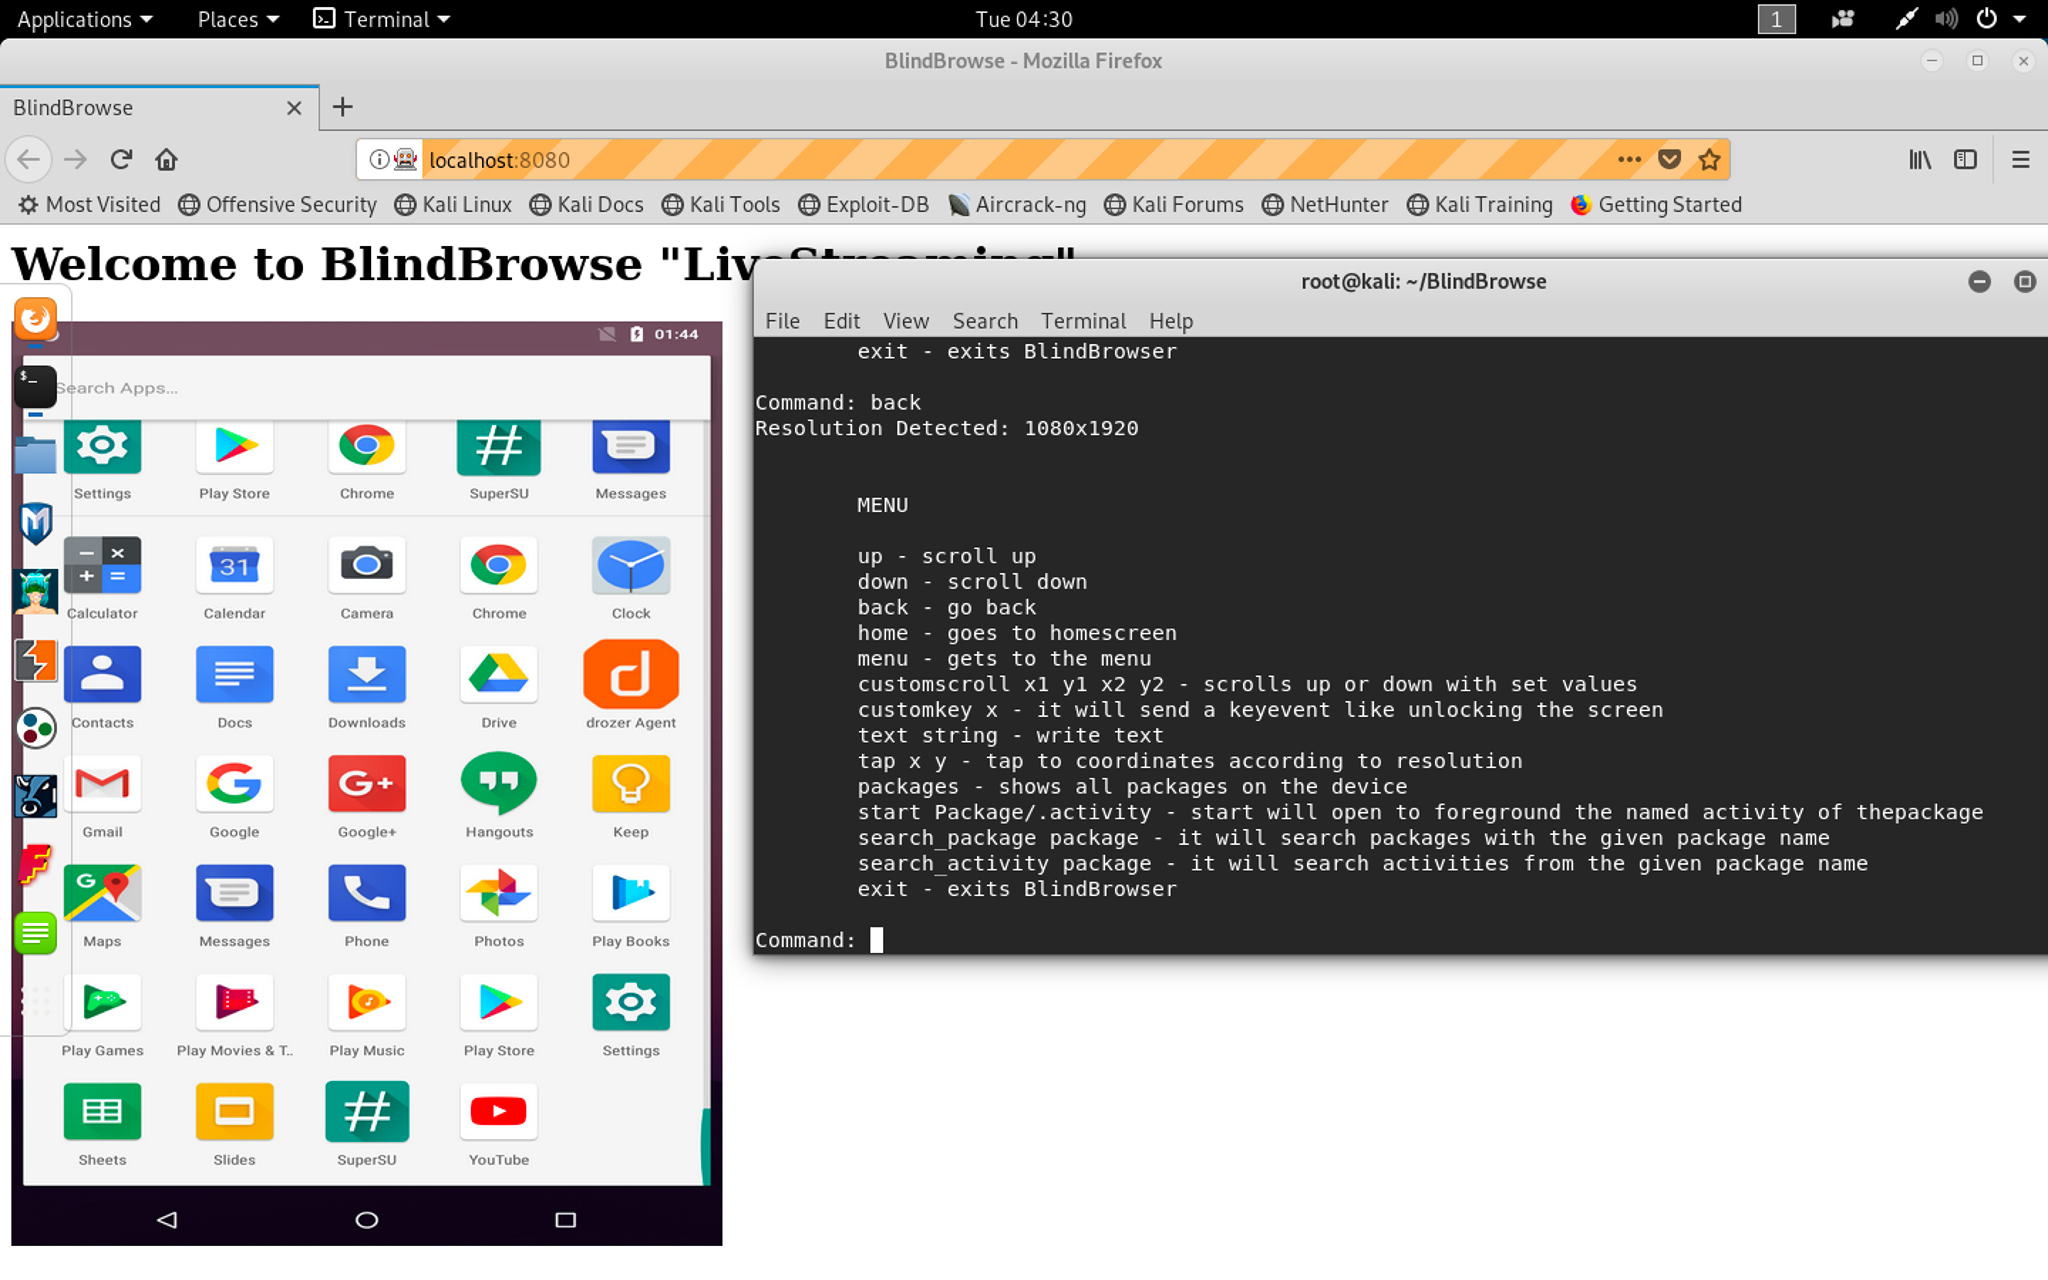 Applications Places Terminal Tue 04:30 1
BlindBrowse - Mozilla Firefox
BlindBrowse
localhost:8080
Most Visited Offensive Security Kali Linux Kali Docs Kali Tools Exploit-DB Aircrack-ng Kali Forums NetHunter Kali Training Getting Started
Welcome to BlindBrowse "LiveStreaming"
01:44
Search Apps...
Settings Play Store Chrome SuperSU Messages
31
Calculator Calendar Camera Chrome Clock
Contacts Docs Downloads Drive drozer Agent
Gmail Google Google+ Hangouts Keep
Maps Messages Phone Photos Play Books
Play Games Play Movies & T.. Play Music Play Store Settings
Sheets Slides SuperSU YouTube
root@kali: ~/BlindBrowse
File Edit View Search Terminal Help
exit - exits BlindBrowser
Command: back
Resolution Detected: 1080x1920
MENU
up - scroll up
down - scroll down
back - go back
home - goes to homescreen
menu - gets to the menu
customscroll x1 y1 x2 y2 - scrolls up or down with set values
customkey x - it will send a keyevent like unlocking the screen
text string - write text
tap x y - tap to coordinates according to resolution
packages - shows all packages on the device
start Package/.activity - start will open to foreground the named activity of thepackage
search_package package - it will search packages with the given package name
search_activity package - it will search activities from the given package name
exit - exits BlindBrowser
Command: